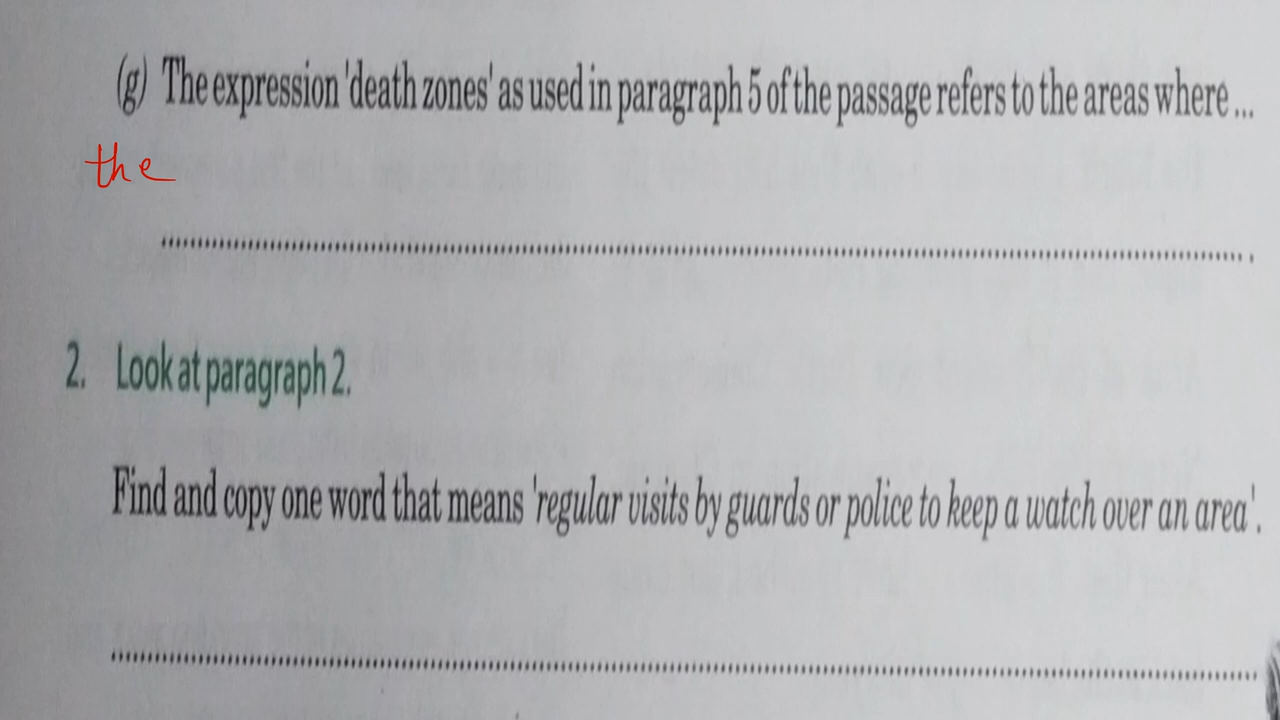 (g) The expression 'death zones' as used in paragraph 5 of the passage refers to the areas where ...
the
2. Look at paragraph 2.
Find and copy one word that means 'regular visits by guards or police to keep a watch over an area'.